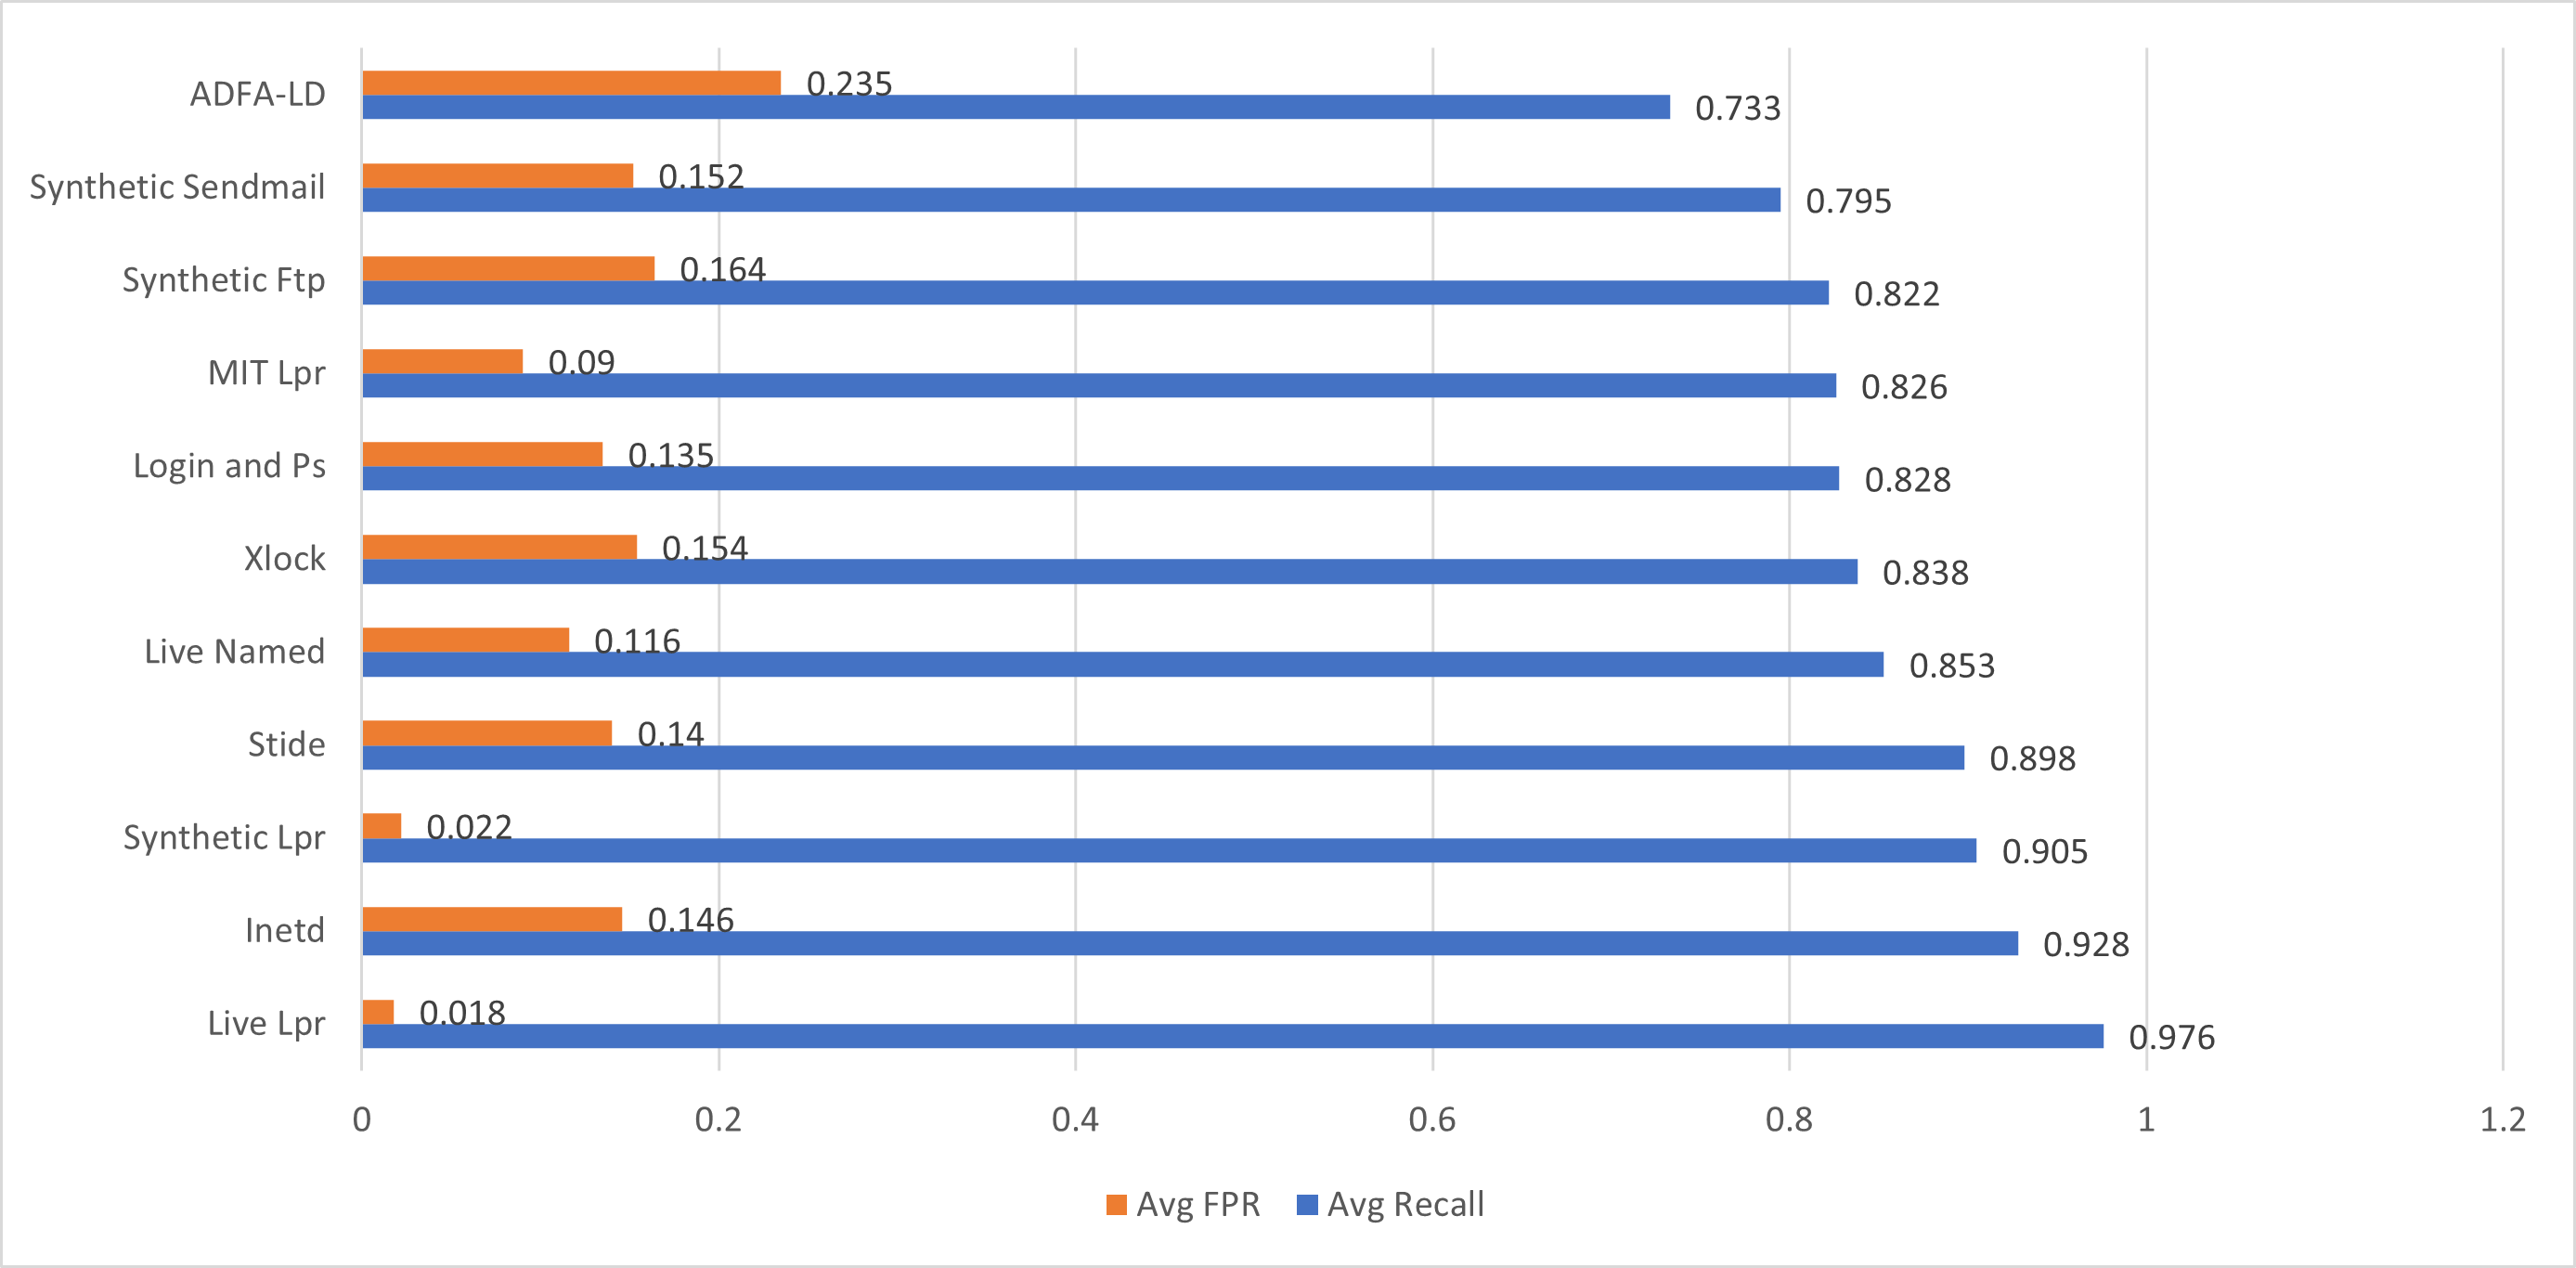 ADFA-LD
0.235
0.733
Synthetic Sendmail
0.152
0.795
Synthetic Ftp
0.164
0.822
MIT Lpr
0.09
0.826
Login and Ps
0.135
0.828
Xlock
0.154
0.838
Live Named
0.116
0.853
Stide
0.14
0.898
Synthetic Lpr
0.022
0.905
Inetd
0.146
0.928
Live Lpr
0.018
0.976
0 0.2 0.4 0.6 0.8 1 1.2
Avg FPR Avg Recall